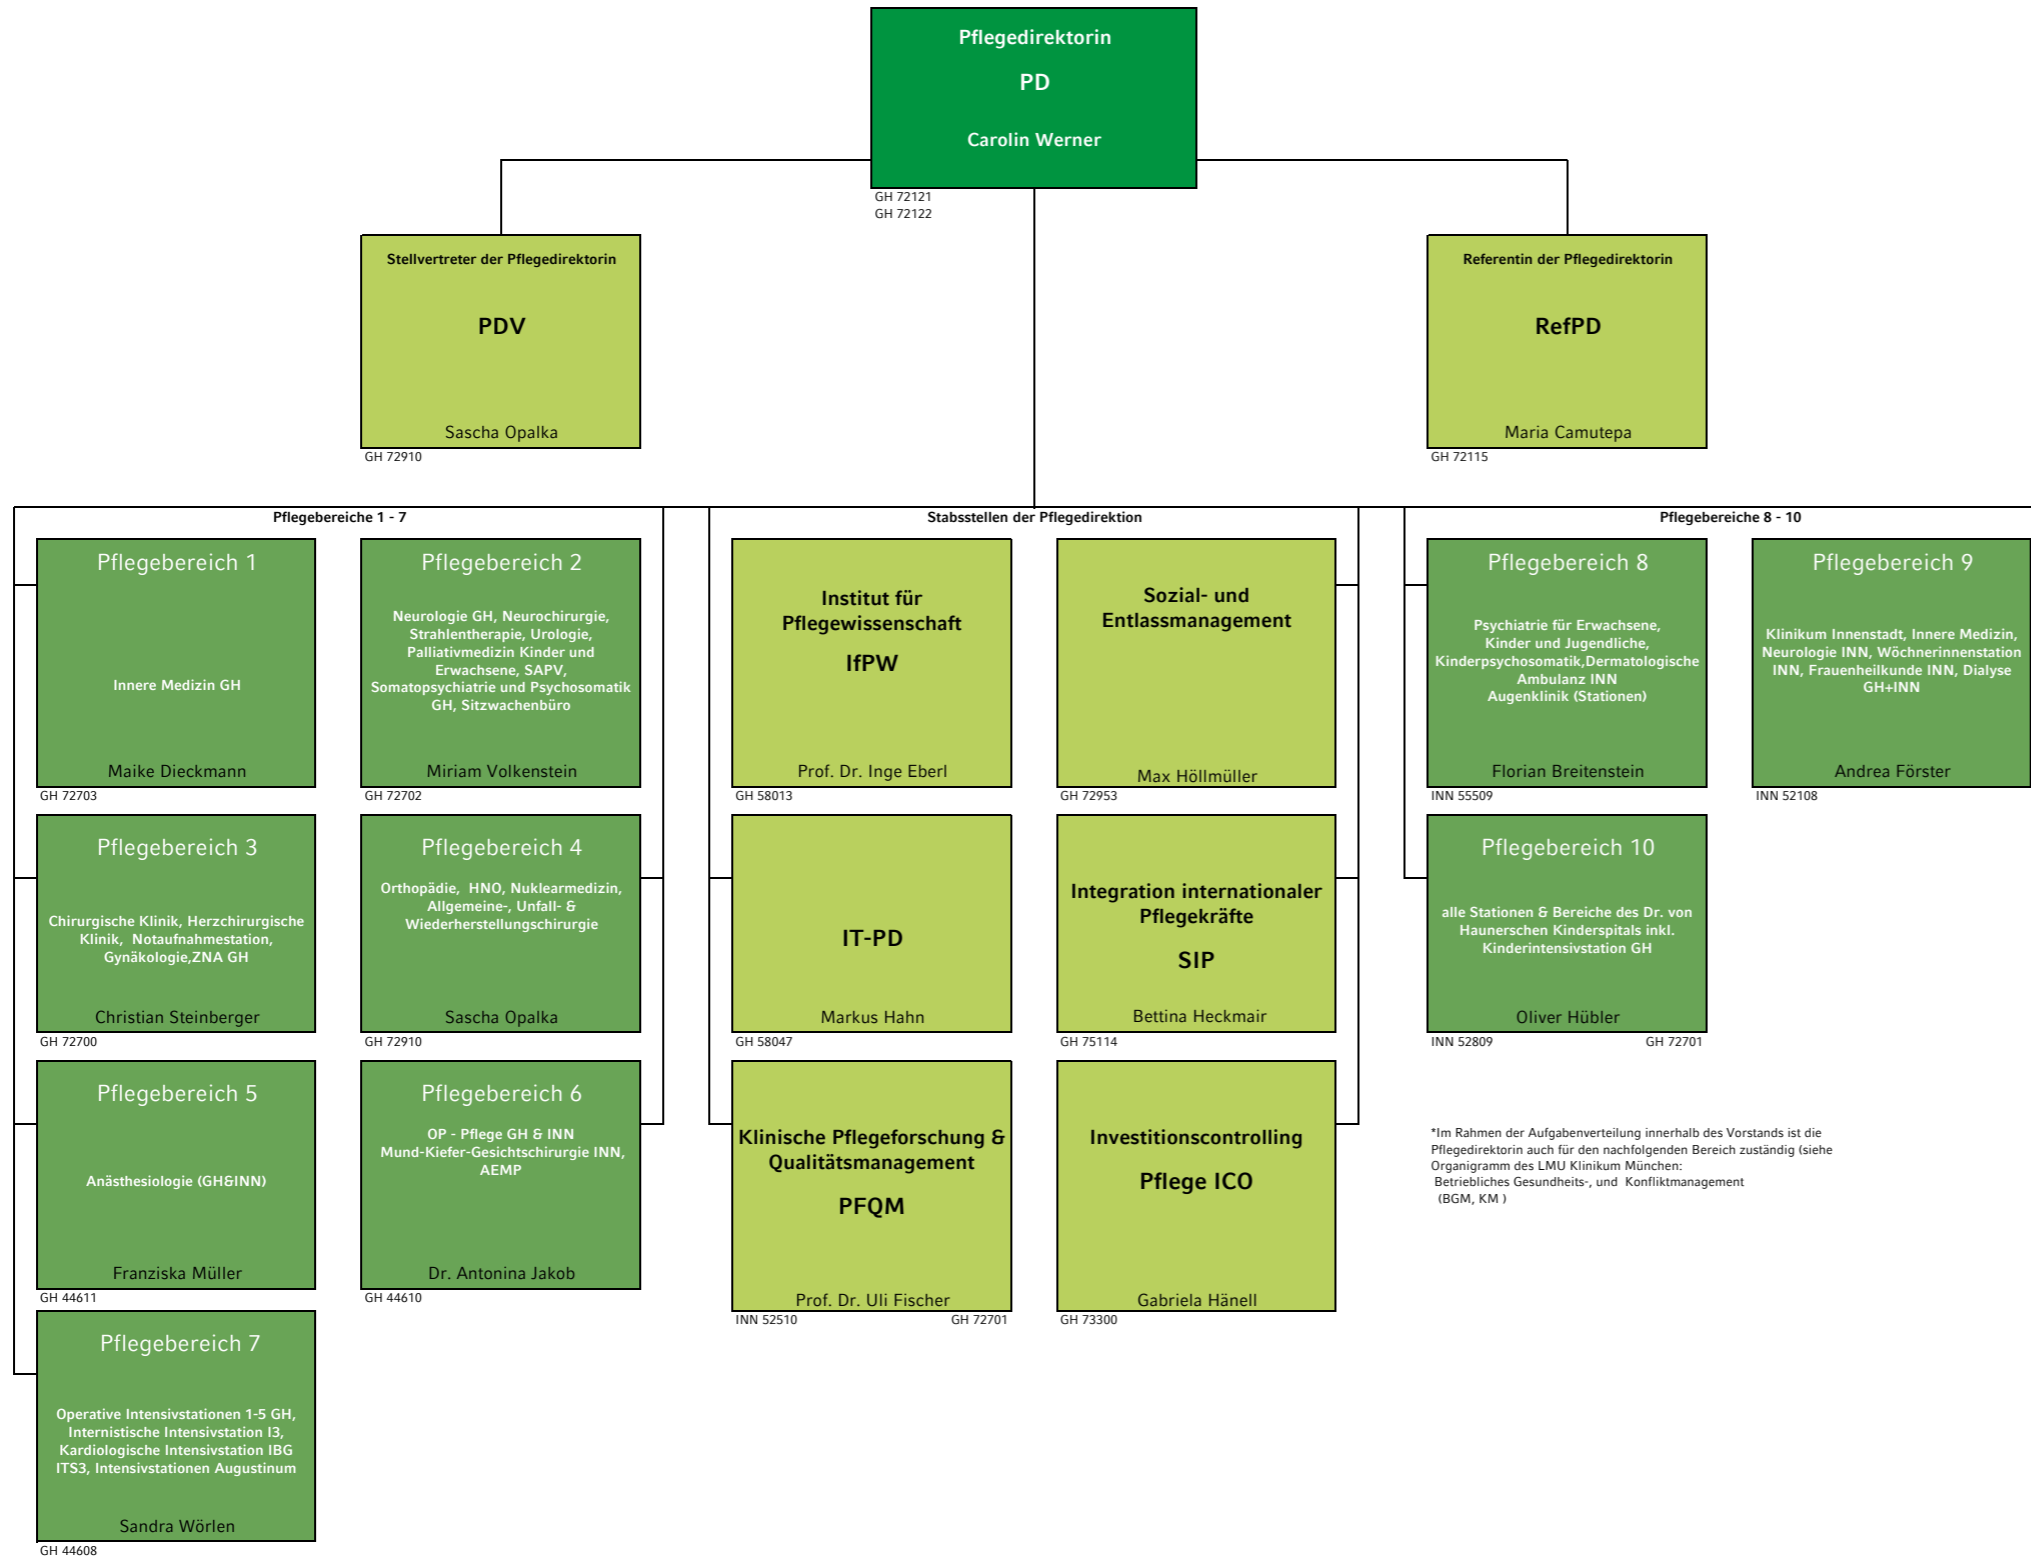 Pflegedirektorin
PD
Carolin Werner
GH 72121
GH 72122
Stellvertreter der Pflegedirektorin
PDV
Sascha Opalka
GH 72910
Referentin der Pflegedirektorin
RefPD
Maria Camutepa
GH 72115
Pflegebereiche 1 - 7
Stabsstellen der Pflegedirektion
Pflegebereiche 8 - 10
Pflegebereich 1
Innere Medizin GH
Maike Dieckmann
GH 72703
Pflegebereich 2
Neurologie GH, Neurochirurgie,
Strahlentherapie, Urologie,
Palliativmedizin Kinder und
Erwachsene, SAPV,
Somatopsychiatrie und Psychosomatik
GH, Sitzwachenbüro
Miriam Volkenstein
GH 72702
Institut für
Pflegewissenschaft
IfPW
Prof. Dr. Inge Eberl
GH 58013
Sozial- und
Entlassmanagement
Max Höllmüller
GH 72953
Pflegebereich 8
Psychiatrie für Erwachsene,
Kinder und Jugendliche,
Kinderpsychosomatik,Dermatologische
Ambulanz INN
Augenklinik (Stationen)
Florian Breitenstein
INN 55509
Pflegebereich 9
Klinikum Innenstadt, Innere Medizin,
Neurologie INN, Wöchnerinnenstation
INN, Frauenheilkunde INN, Dialyse
GH+INN
Andrea Förster
INN 52108
Pflegebereich 3
Chirurgische Klinik, Herzchirurgische
Klinik, Notaufnahmestation,
Gynäkologie,ZNA GH
Christian Steinberger
GH 72700
Pflegebereich 4
Orthopädie, HNO, Nuklearmedizin,
Allgemeine-, Unfall- &
Wiederherstellungschirurgie
Sascha Opalka
GH 72910
IT-PD
Markus Hahn
GH 58047
Integration internationaler
Pflegekräfte
SIP
Bettina Heckmair
GH 75114
Pflegebereich 10
alle Stationen & Bereiche des Dr. von
Haunerschen Kinderspitals inkl.
Kinderintensivstation GH
Oliver Hübler
INN 52809 GH 72701
Pflegebereich 5
Anästhesiologie (GH&INN)
Franziska Müller
GH 44611
Pflegebereich 6
OP - Pflege GH & INN
Mund-Kiefer-Gesichtschirurgie INN,
AEMP
Dr. Antonina Jakob
GH 44610
Klinische Pflegeforschung &
Qualitätsmanagement
PFQM
Prof. Dr. Uli Fischer
INN 52510 GH 72701
Investitionscontrolling
Pflege ICO
Gabriela Hänell
GH 73300
*Im Rahmen der Aufgabenverteilung innerhalb des Vorstands ist die
Pflegedirektorin auch für den nachfolgenden Bereich zuständig (siehe
Organigramm des LMU Klinikum München:
Betriebliches Gesundheits-, und Konfliktmanagement
(BGM, KM )
Pflegebereich 7
Operative Intensivstationen 1-5 GH,
Internistische Intensivstation I3,
Kardiologische Intensivstation IBG
ITS3, Intensivstationen Augustinum
Sandra Wörlen
GH 44608